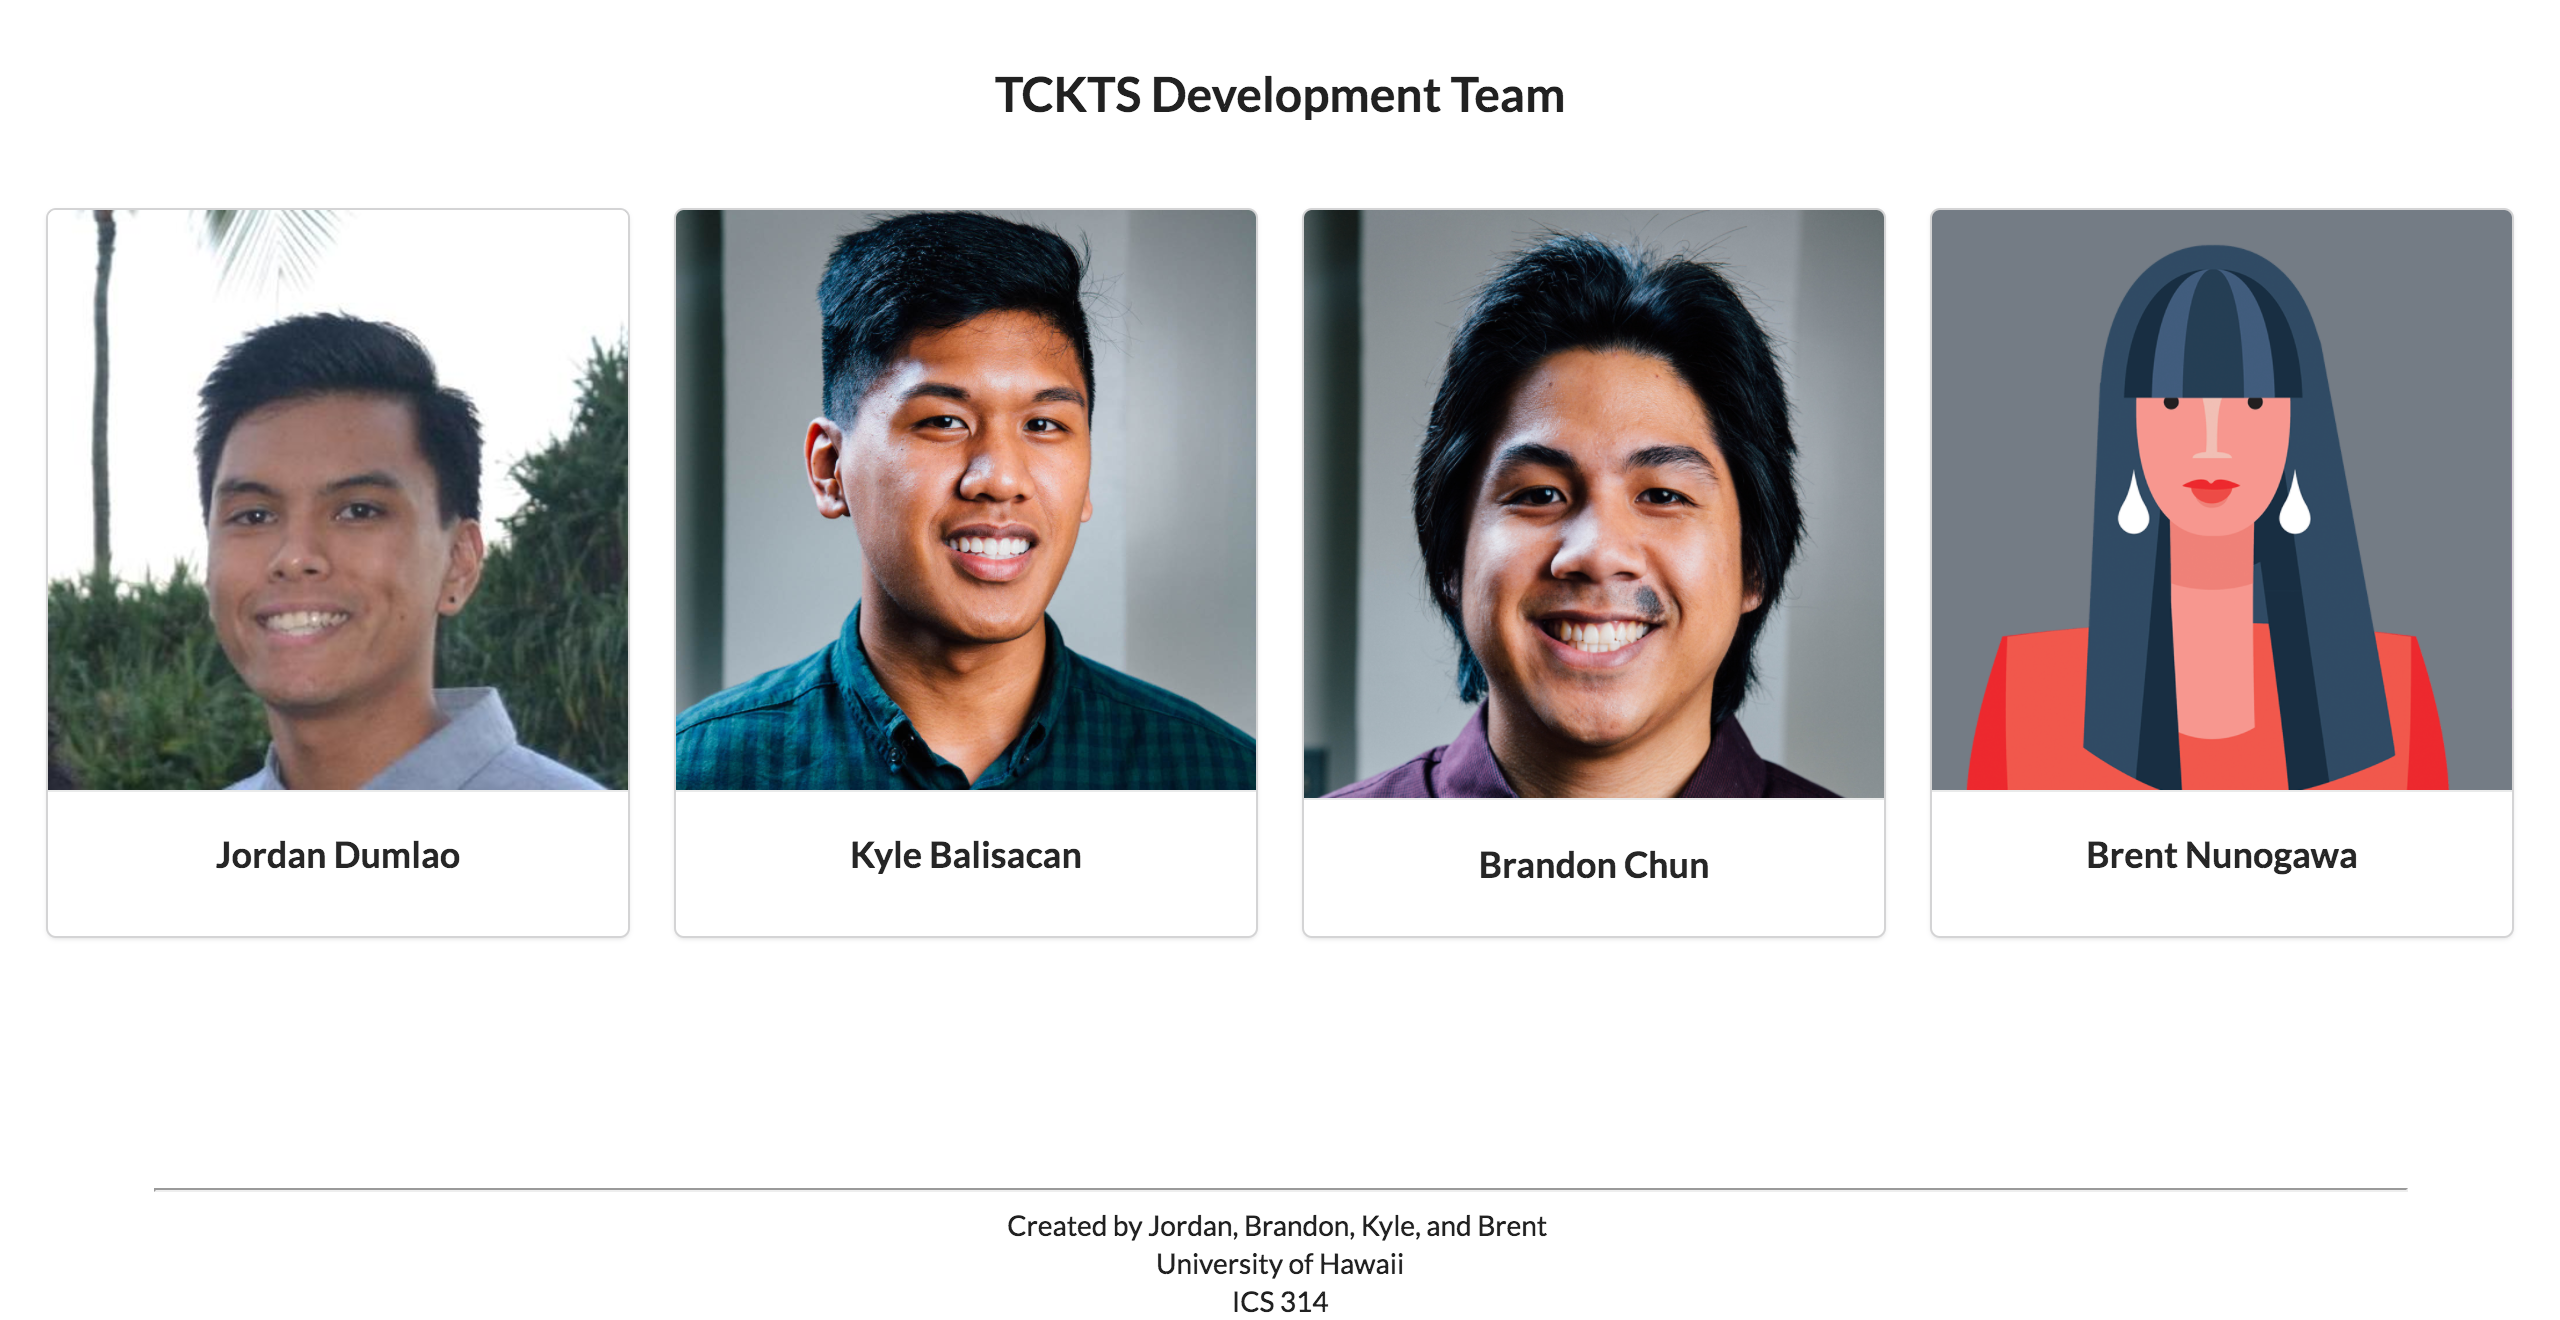 TCKTS Development Team
Jordan Dumlao
Kyle Balisacan
Brandon Chun
Brent Nunogawa
Created by Jordan, Brandon, Kyle, and Brent
University of Hawaii
ICS 314